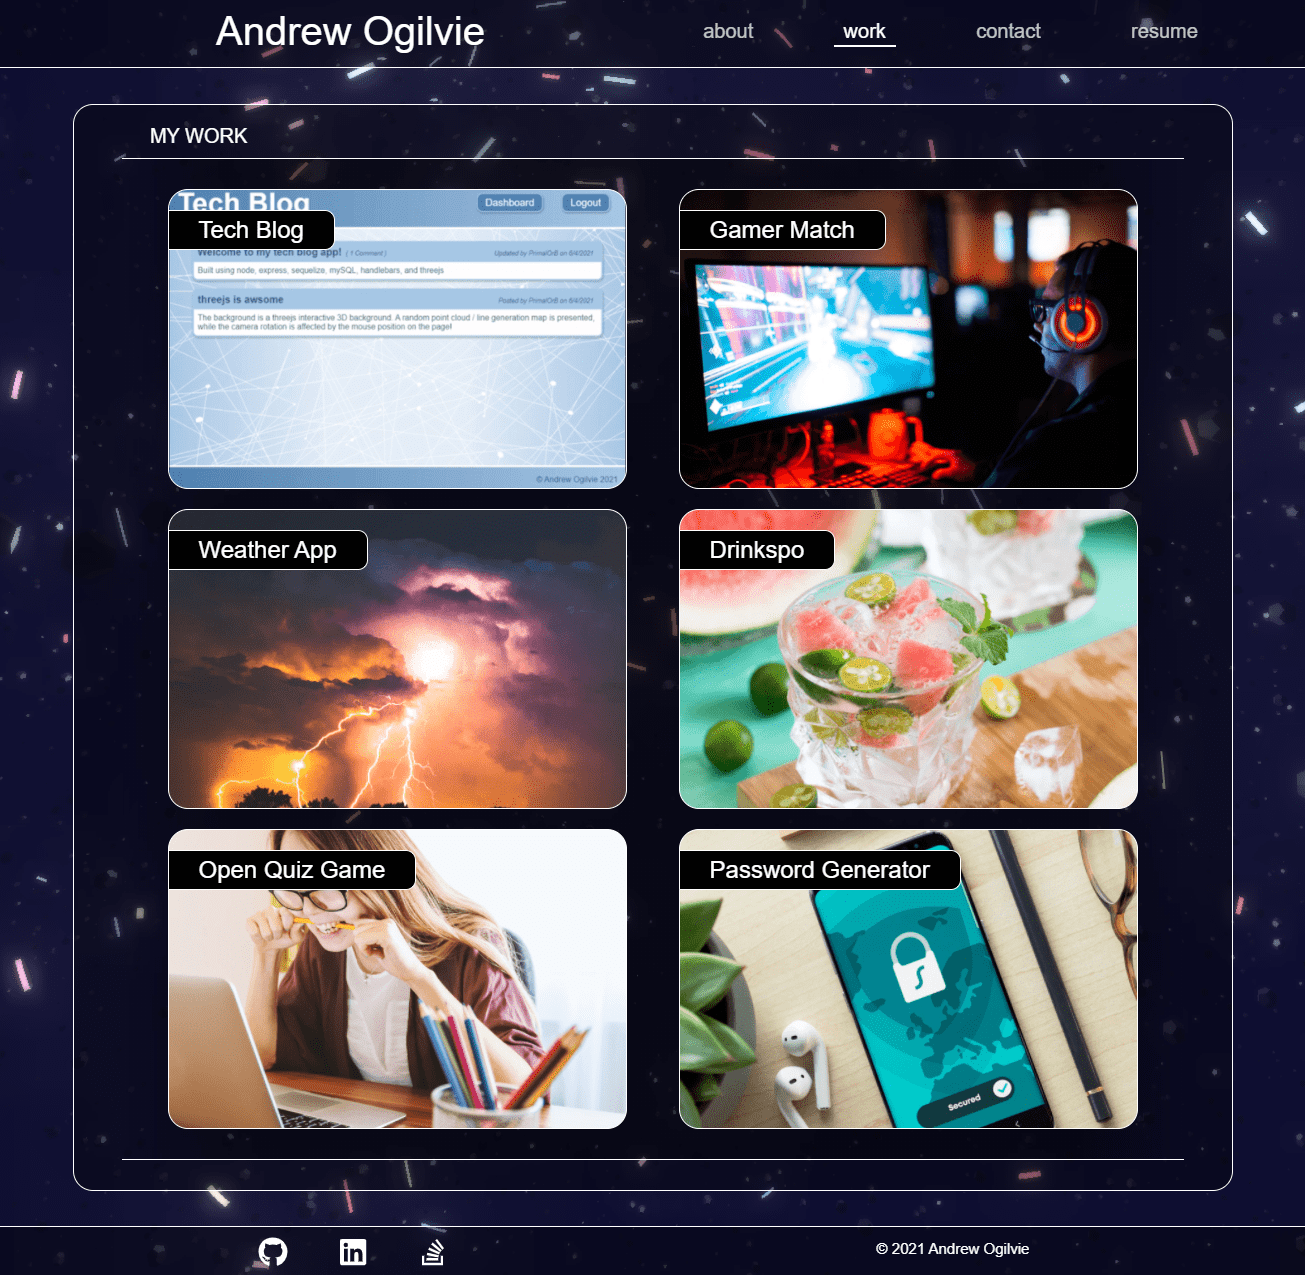 Andrew Ogilvie
about
work
contact
resume
MY WORK
Tech Blog
Dashboard
Logout
Tech Blog
Welcome to my tech blog app! ( 1 Comment )
Updated by PrimalOrB on 6/4/2021
Built using node, express, sequelize, mySQL, handlebars, and threejs
threejs is awsome
Posted by PrimalOrB on 6/4/2021
The background is a threejs interactive 3D background. A random point cloud / line generation map is presented,
while the camera rotation is affected by the mouse position on the page!
© Andrew Ogilvie 2021
Gamer Match
Weather App
Drinkspo
Open Quiz Game
Password Generator
Secured
© 2021 Andrew Ogilvie